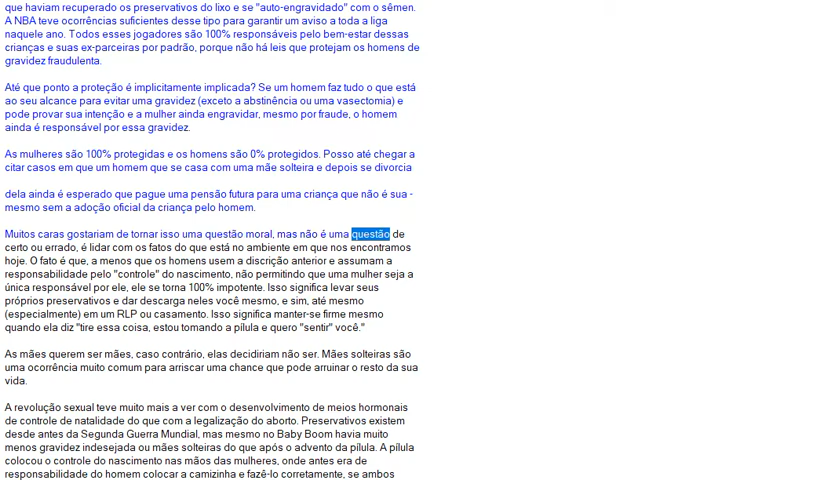 que haviam recuperado os preservativos do lixo e se "auto-engravidado" com o sêmen.
A NBA teve ocorrências suficientes desse tipo para garantir um aviso a toda a liga
naquele ano. Todos esses jogadores são 100% responsáveis pelo bem-estar dessas
crianças e suas ex-parceiras por padrão, porque não há leis que protejam os homens de
gravidez fraudulenta.
Até que ponto a proteção é implicitamente implicada? Se um homem faz tudo o que está
ao seu alcance para evitar uma gravidez (exceto a abstinência ou uma vasectomia) e
pode provar sua intenção e a mulher ainda engravidar, mesmo por fraude, o homem
ainda é responsável por essa gravidez.
As mulheres são 100% protegidas e os homens são 0% protegidos. Posso até chegar a
citar casos em que um homem que se casa com uma mãe solteira e depois se divorcia
dela ainda é esperado que pague uma pensão futura para uma criança que não é sua -
mesmo sem a adoção oficial da criança pelo homem.
Muitos caras gostariam de tornar isso uma questão moral, mas não é uma questão de
certo ou errado, é lidar com os fatos do que está no ambiente em que nos encontramos
hoje. O fato é que, a menos que os homens usem a discrição anterior e assumam a
responsabilidade pelo "controle" do nascimento, não permitindo que uma mulher seja a
única responsável por ele, ele se torna 100% impotente. Isso significa levar seus
próprios preservativos e dar descarga neles você mesmo, e sim, até mesmo
(especialmente) em um RLP ou casamento. Isso significa manter-se firme mesmo
quando ela diz "tire essa coisa, estou tomando a pílula e quero "sentir" você."
As mães querem ser mães, caso contrário, elas decidiriam não ser. Mães solteiras são
uma ocorrência muito comum para arriscar uma chance que pode arruinar o resto da sua
vida.
A revolução sexual teve muito mais a ver com o desenvolvimento de meios hormonais
de controle de natalidade do que com a legalização do aborto. Preservativos existem
desde antes da Segunda Guerra Mundial, mas mesmo no Baby Boom havia muito
menos gravidez indesejada ou mães solteiras do que após o advento da pílula. A pílula
colocou o controle do nascimento nas mãos das mulheres, onde antes era de
responsabilidade do homem colocar a camizinha e fazê-lo corretamente, se ambos